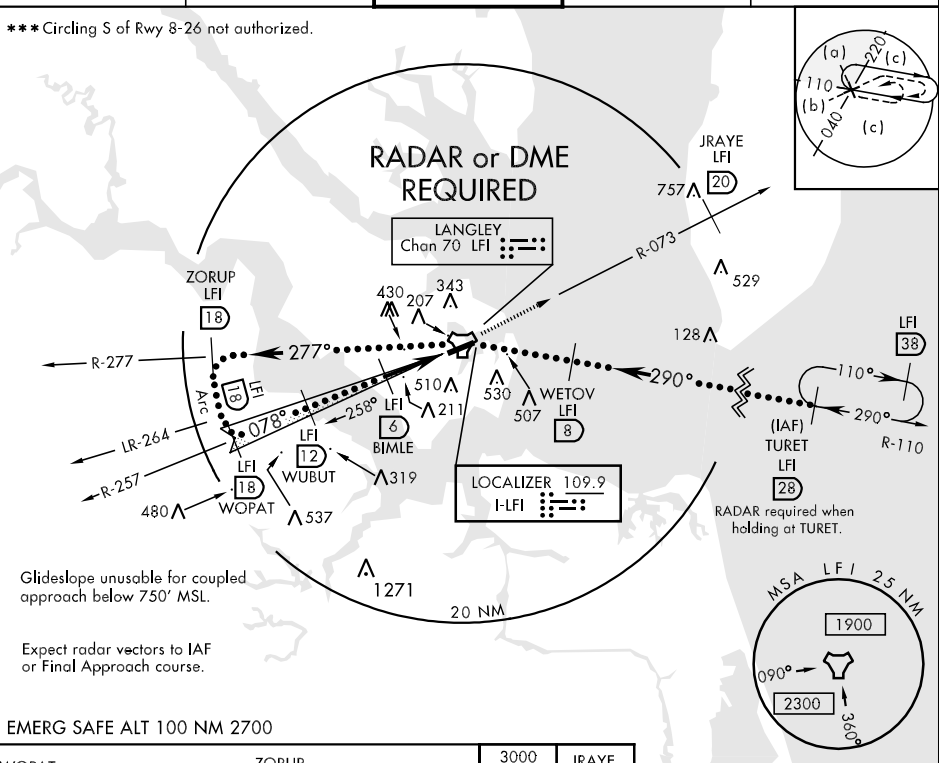 *** Circling S of Rwy 8-26 not authorized.
(a)
220
(c)
110
(b)
040
(c)
RADAR or DME
REQUIRED
JRAYE
LFI
20
757
LANGLEY
Chan 70 LFI
R-073
529
ZORUP
LFI
18
430
207
343
128
LFI
38
R-277
277°
110°
290°
290°
R-110
Arc
18
LFI
510
530
507
WETOV
LFI
8
(IAF)
TURET
LFI
28
RADAR required when
holding at TURET.
078°
258°
LFI
6
BIMLE
211
LR-264
R-257
LFI
12
WUBUT
319
LFI
18
WOPAT
480
537
LOCALIZER 109.9
I-LFI
1271
20 NM
Glideslope unusable for coupled
approach below 750' MSL.
Expect radar vectors to IAF
or Final Approach course.
MSA LFI 25 NM
1900
090°
2300
360°
EMERG SAFE ALT 100 NM 2700
WOPAT
ZORUP
3000
JRAYE